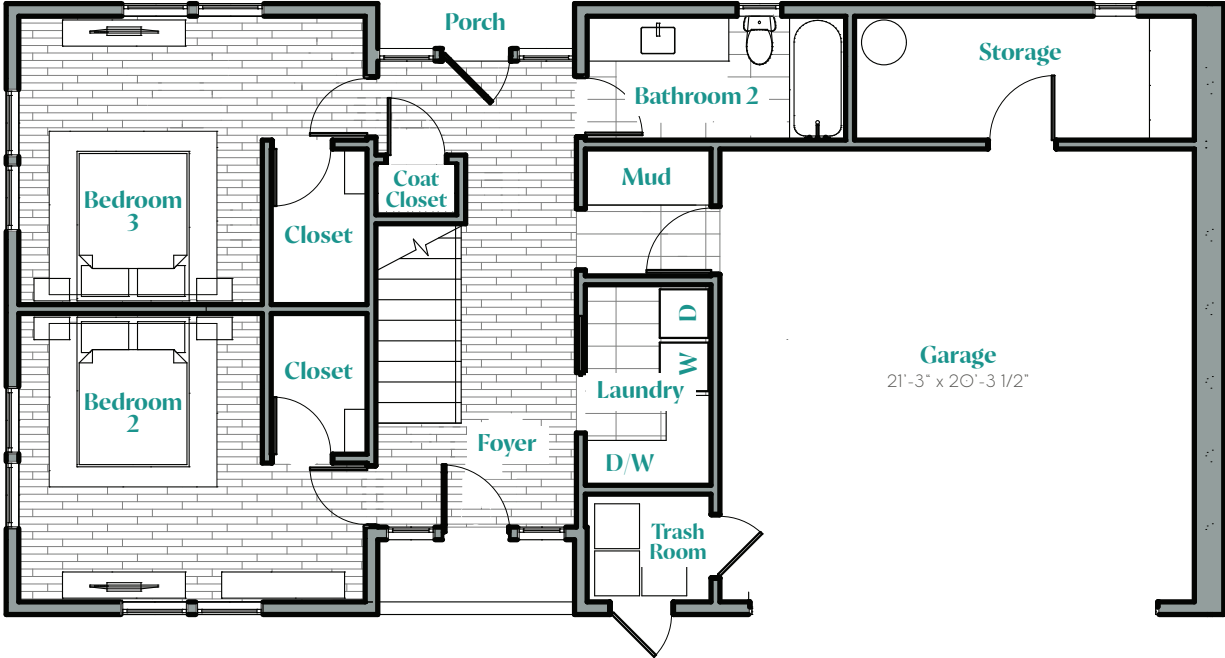 Porch
Storage
Bathroom 2
Mud
Coat
Closet
Bedroom
3
Closet
D
W
Garage
21'-3" x 20'-3 1/2"
Closet
Laundry
Bedroom
2
Foyer
D/W
Trash
Room